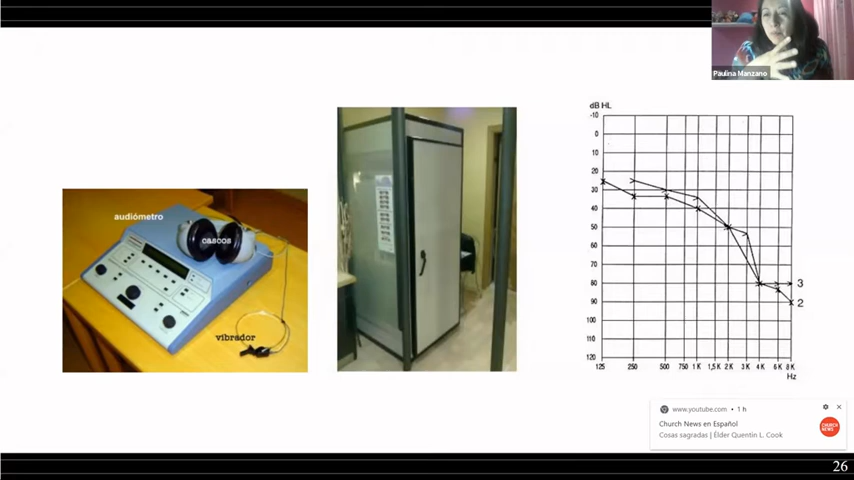 Paulina Manzano
audiómetro
cascos
vibrador
dB HL
-10
0
10
20
30
40
50
60
70
80
90
100
110
120
3
2
125 250 500 750 1 K 1,5 K 2 K 3 K 4 K 6 K 8 K
Hz
www.youtube.com • 1 h
Church News en Español
Cosas sagradas | Élder Quentin L. Cook
CHURCH
NEWS
26